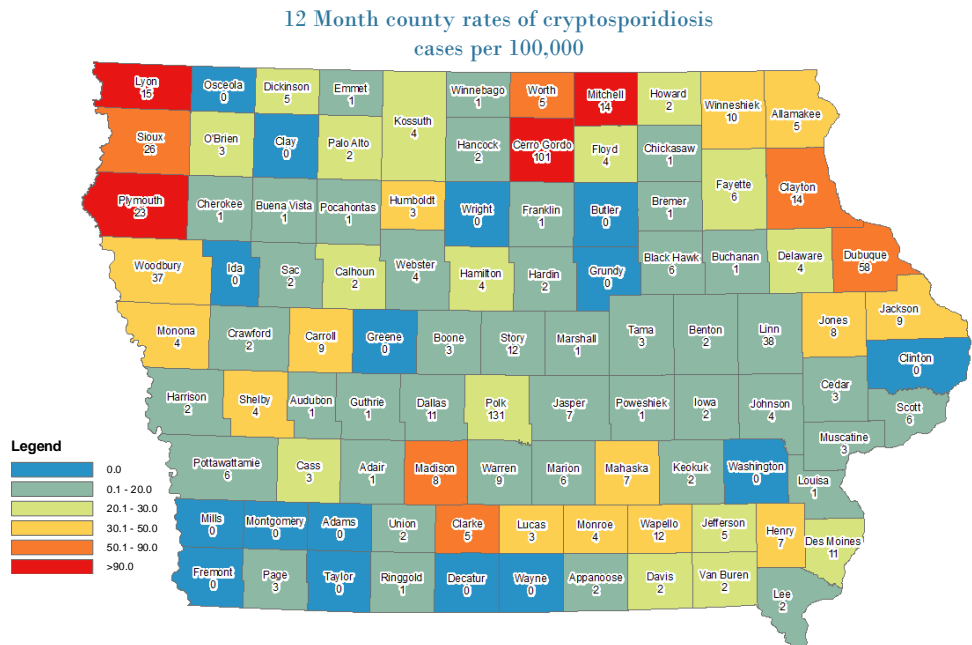 12 Month county rates of cryptosporidiosis
cases per 100,000
Lyon
15
Osceola
0
Dickinson
5
Emmet
1
Kossuth
4
Winnebago
1
Worth
5
Mitchell
14
Howard
2
Winneshiek
10
Allamakee
5
Sioux
26
O'Brien
3
Clay
0
Palo Alto
2
Hancock
2
Cerro Gordo
101
Floyd
4
Chickasaw
1
Plymouth
23
Cherokee
1
Buena Vista
1
Pocahontas
1
Humboldt
3
Wright
0
Franklin
1
Butler
0
Bremer
1
Fayette
6
Clayton
14
Woodbury
37
Ida
0
Sac
2
Calhoun
2
Webster
4
Hamilton
4
Hardin
2
Grundy
0
Black Hawk
6
Buchanan
1
Delaware
4
Dubuque
58
Monona
4
Crawford
2
Carroll
9
Greene
0
Boone
3
Story
12
Marshall
1
Tama
3
Benton
2
Linn
38
Jones
8
Jackson
9
Clinton
0
Harrison
2
Shelby
4
Audubon
1
Guthrie
1
Dallas
11
Polk
131
Jasper
7
Poweshiek
1
Iowa
2
Johnson
4
Cedar
3
Scott
6
Muscatine
3
Pottawattamie
6
Cass
3
Adair
1
Madison
8
Warren
9
Marion
6
Mahaska
7
Keokuk
2
Washington
0
Louisa
1
Mills
0
Montgomery
0
Adams
0
Union
2
Clarke
5
Lucas
3
Monroe
4
Wapello
12
Jefferson
5
Henry
7
Des Moines
11
Fremont
0
Page
3
Taylor
0
Ringgold
1
Decatur
0
Wayne
0
Appanoose
2
Davis
2
Van Buren
2
Lee
2
Legend
0.0
0.1 - 20.0
20.1 - 30.0
30.1 - 50.0
50.1 - 90.0
>90.0